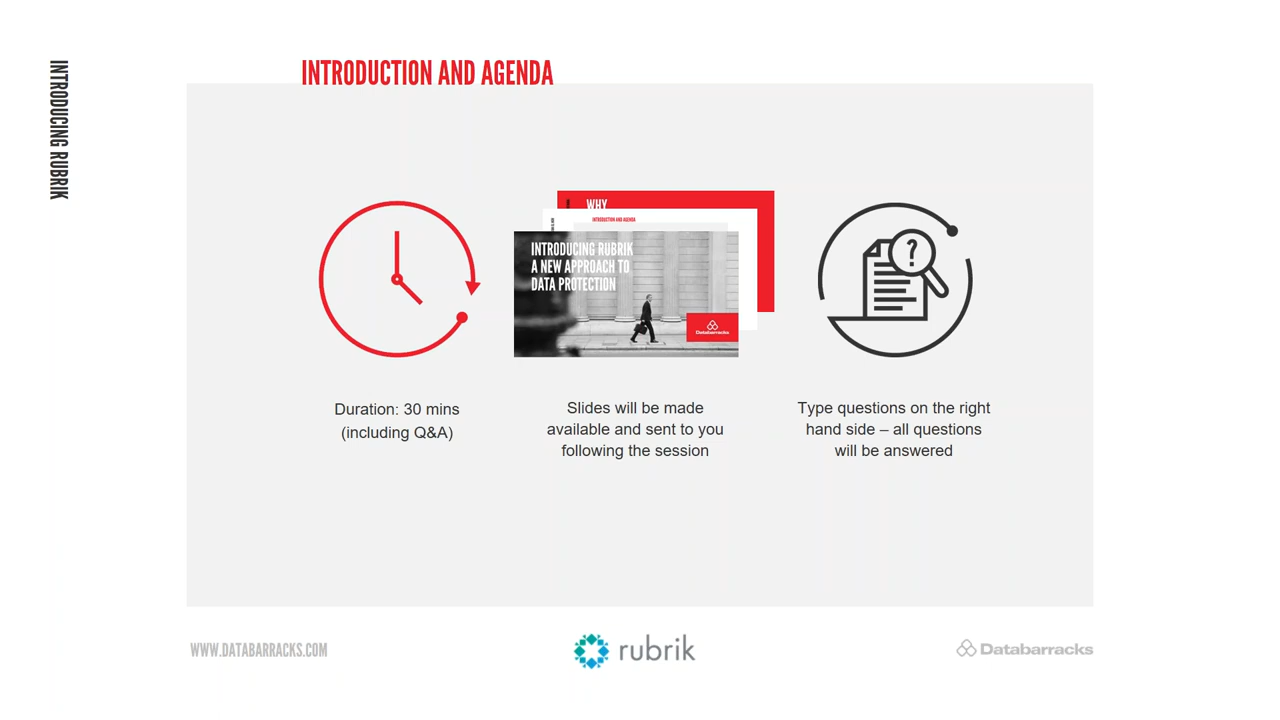 INTRODUCING RUBRIK
INTRODUCTION AND AGENDA
WHY
INTRODUCTION AND AGENDA
INTRODUCING RUBRIK
A NEW APPROACH TO
DATA PROTECTION
Databarracks
?
Duration: 30 mins
(including Q&A)
Slides will be made
available and sent to you
following the session
Type questions on the right
hand side – all questions
will be answered
WWW.DATABARRACKS.COM
rubrik
Databarracks